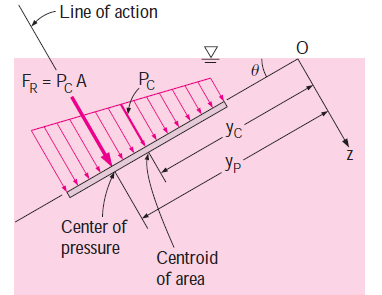 Line of action
O
θ
F_R = P_C A
P_C
y_C
y_P
z
Center of
pressure
Centroid
of area